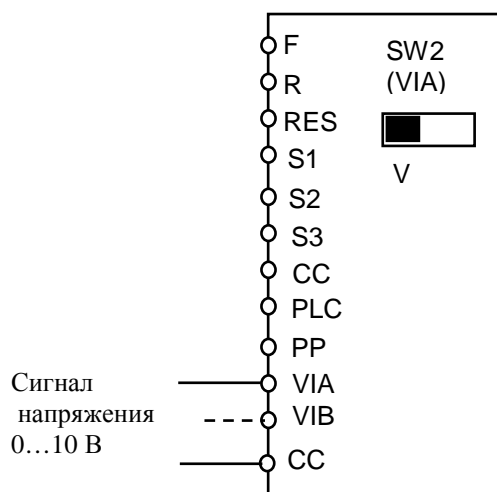 F
R
RES
S1
S2
S3
CC
PLC
PP
VIA
VIB
CC
SW2
(VIA)
V
Сигнал
напряжения
0…10 В